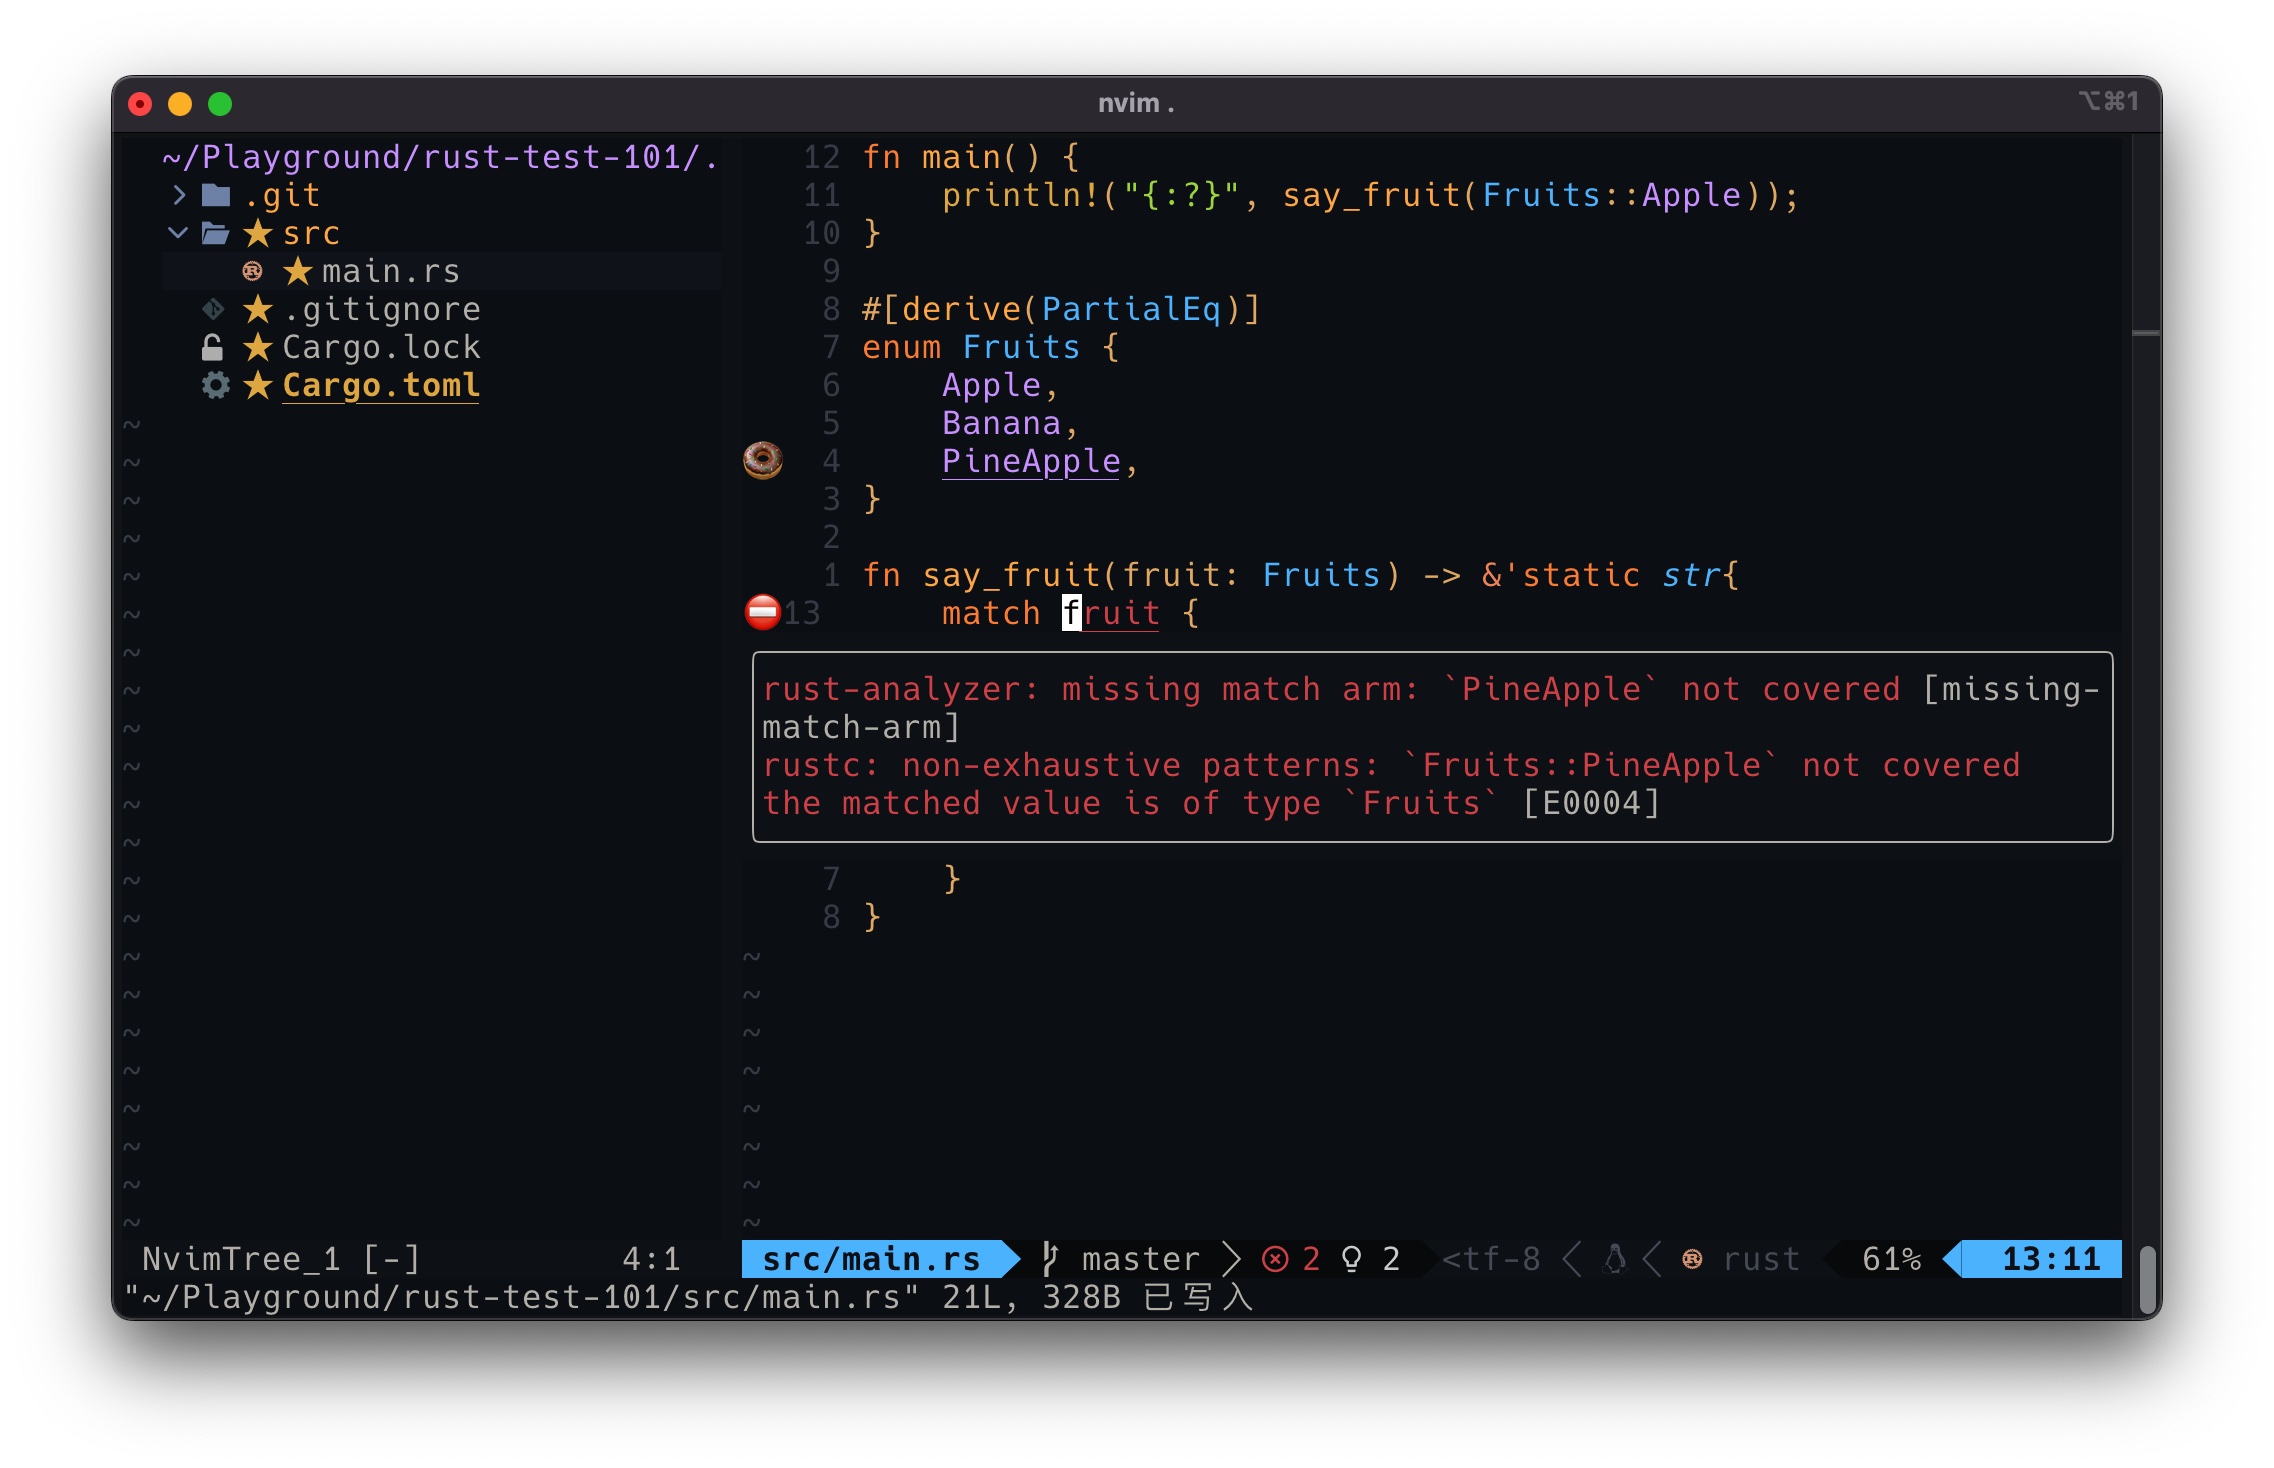 nvim .
⌥⌘1
~/Playground/rust-test-101/.
.git
src
main.rs
.gitignore
Cargo.lock
Cargo.toml
12 fn main() {
11     println!("{:?}", say_fruit(Fruits::Apple));
10 }
9
8 #[derive(PartialEq)]
7 enum Fruits {
6     Apple,
5     Banana,
4     PineApple,
3 }
2
1 fn say_fruit(fruit: Fruits) -> &'static str{
13     match fruit {
rust-analyzer: missing match arm: `PineApple` not covered [missing-
match-arm]
rustc: non-exhaustive patterns: `Fruits::PineApple` not covered
the matched value is of type `Fruits` [E0004]
7     }
8 }
NvimTree_1 [-] 4:1
src/main.rs master 2 2 <tf-8 rust 61% 13:11
"~/Playground/rust-test-101/src/main.rs" 21L, 328B 已写入